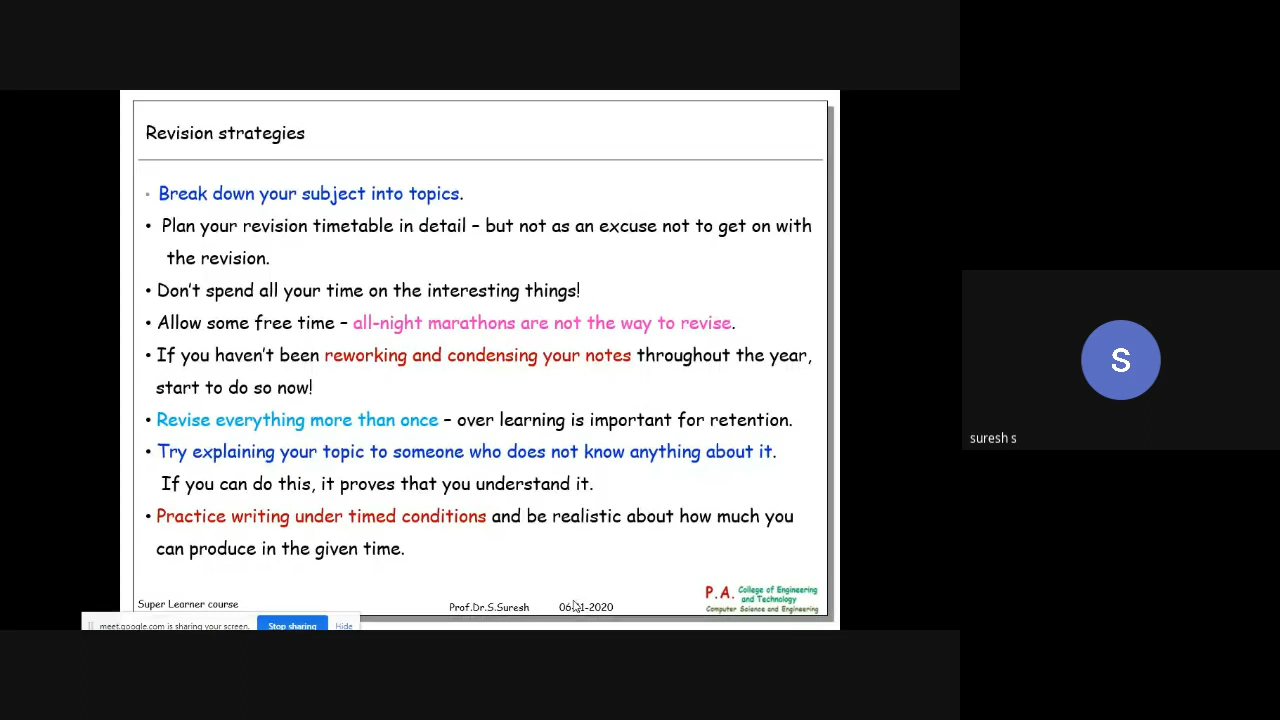 Revision strategies
▪ Break down your subject into topics.
• Plan your revision timetable in detail – but not as an excuse not to get on with
the revision.
• Don't spend all your time on the interesting things!
• Allow some free time – all-night marathons are not the way to revise.
• If you haven't been reworking and condensing your notes throughout the year,
start to do so now!
• Revise everything more than once – over learning is important for retention.
• Try explaining your topic to someone who does not know anything about it.
If you can do this, it proves that you understand it.
• Practice writing under timed conditions and be realistic about how much you
can produce in the given time.
Super Learner course
Prof.Dr.S.Suresh
P.A. College of Engineering
and Technology
Computer Science and Engineering
meet.google.com is sharing your screen.
Stop sharing
Hide
S
suresh s